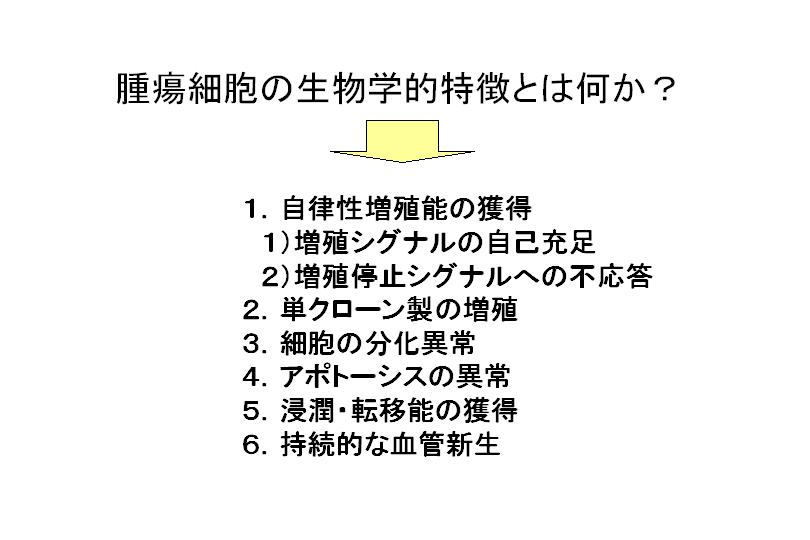 腫瘍細胞の生物学的特徴とは何か？
１．自律性増殖能の獲得
１）増殖シグナルの自己充足
２）増殖停止シグナルへの不応答
２．単クローン製の増殖
３．細胞の分化異常
４．アポトーシスの異常
５．浸潤・転移能の獲得
６．持続的な血管新生